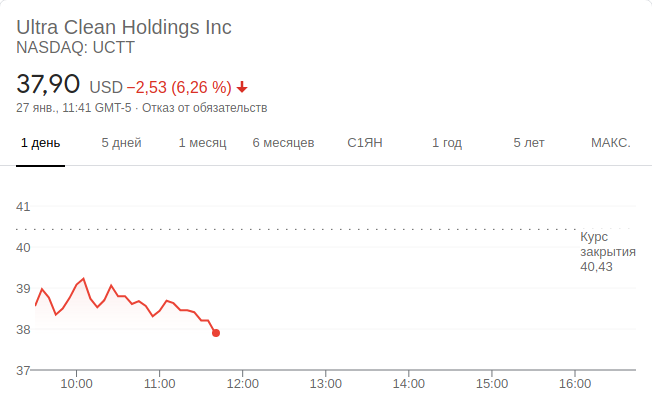 Ultra Clean Holdings Inc
NASDAQ: UCTT
37,90 USD −2,53 (6,26 %)
27 янв., 11:41 GMT-5 · Отказ от обязательств
1 день 5 дней 1 месяц 6 месяцев С1ЯН 1 год 5 лет МАКС.
41
Курс
закрытия
40,43
40
39
38
37
10:00 11:00 12:00 13:00 14:00 15:00 16:00